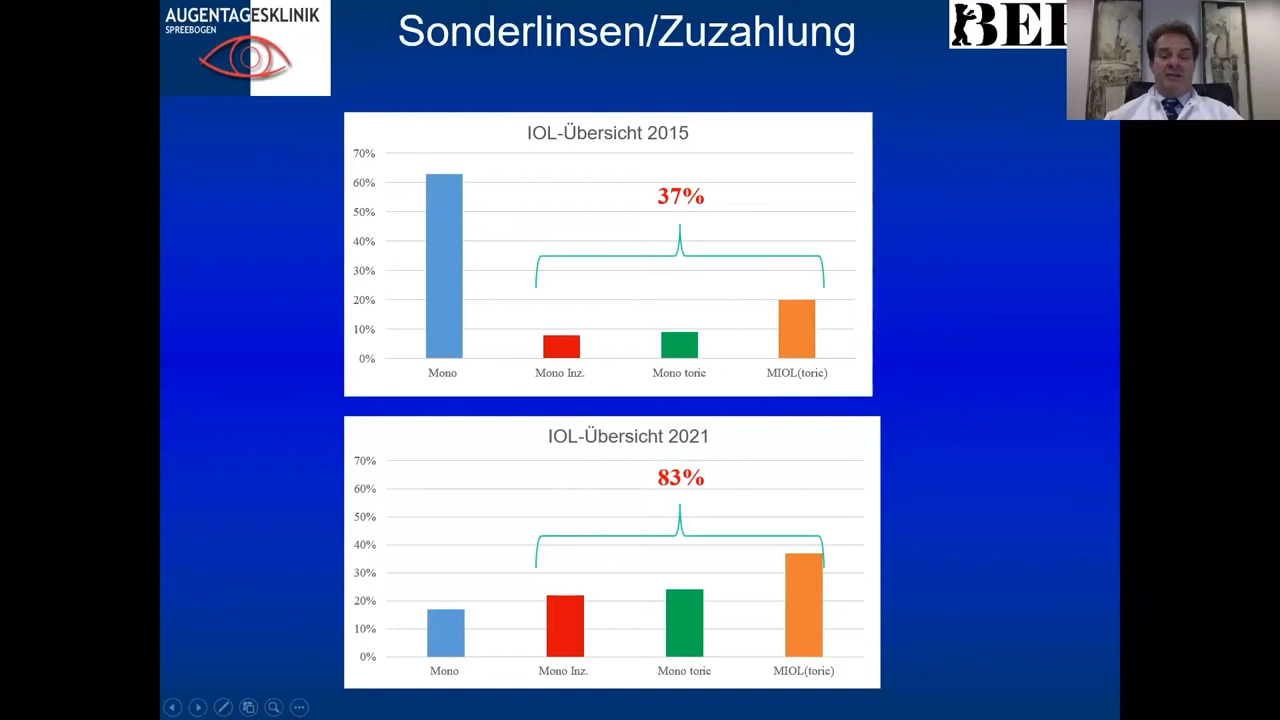 AUGENTAGESKLINIK
SPREEBOGEN
Sonderlinsen/Zuzahlung
IOL-Übersicht 2015
70%
60%
50%
40%
30%
20%
10%
0%
37%
Mono
Mono Inz.
Mono toric
MIOL(toric)
IOL-Übersicht 2021
70%
60%
50%
40%
30%
20%
10%
0%
83%
Mono
Mono Inz.
Mono toric
MIOL(toric)